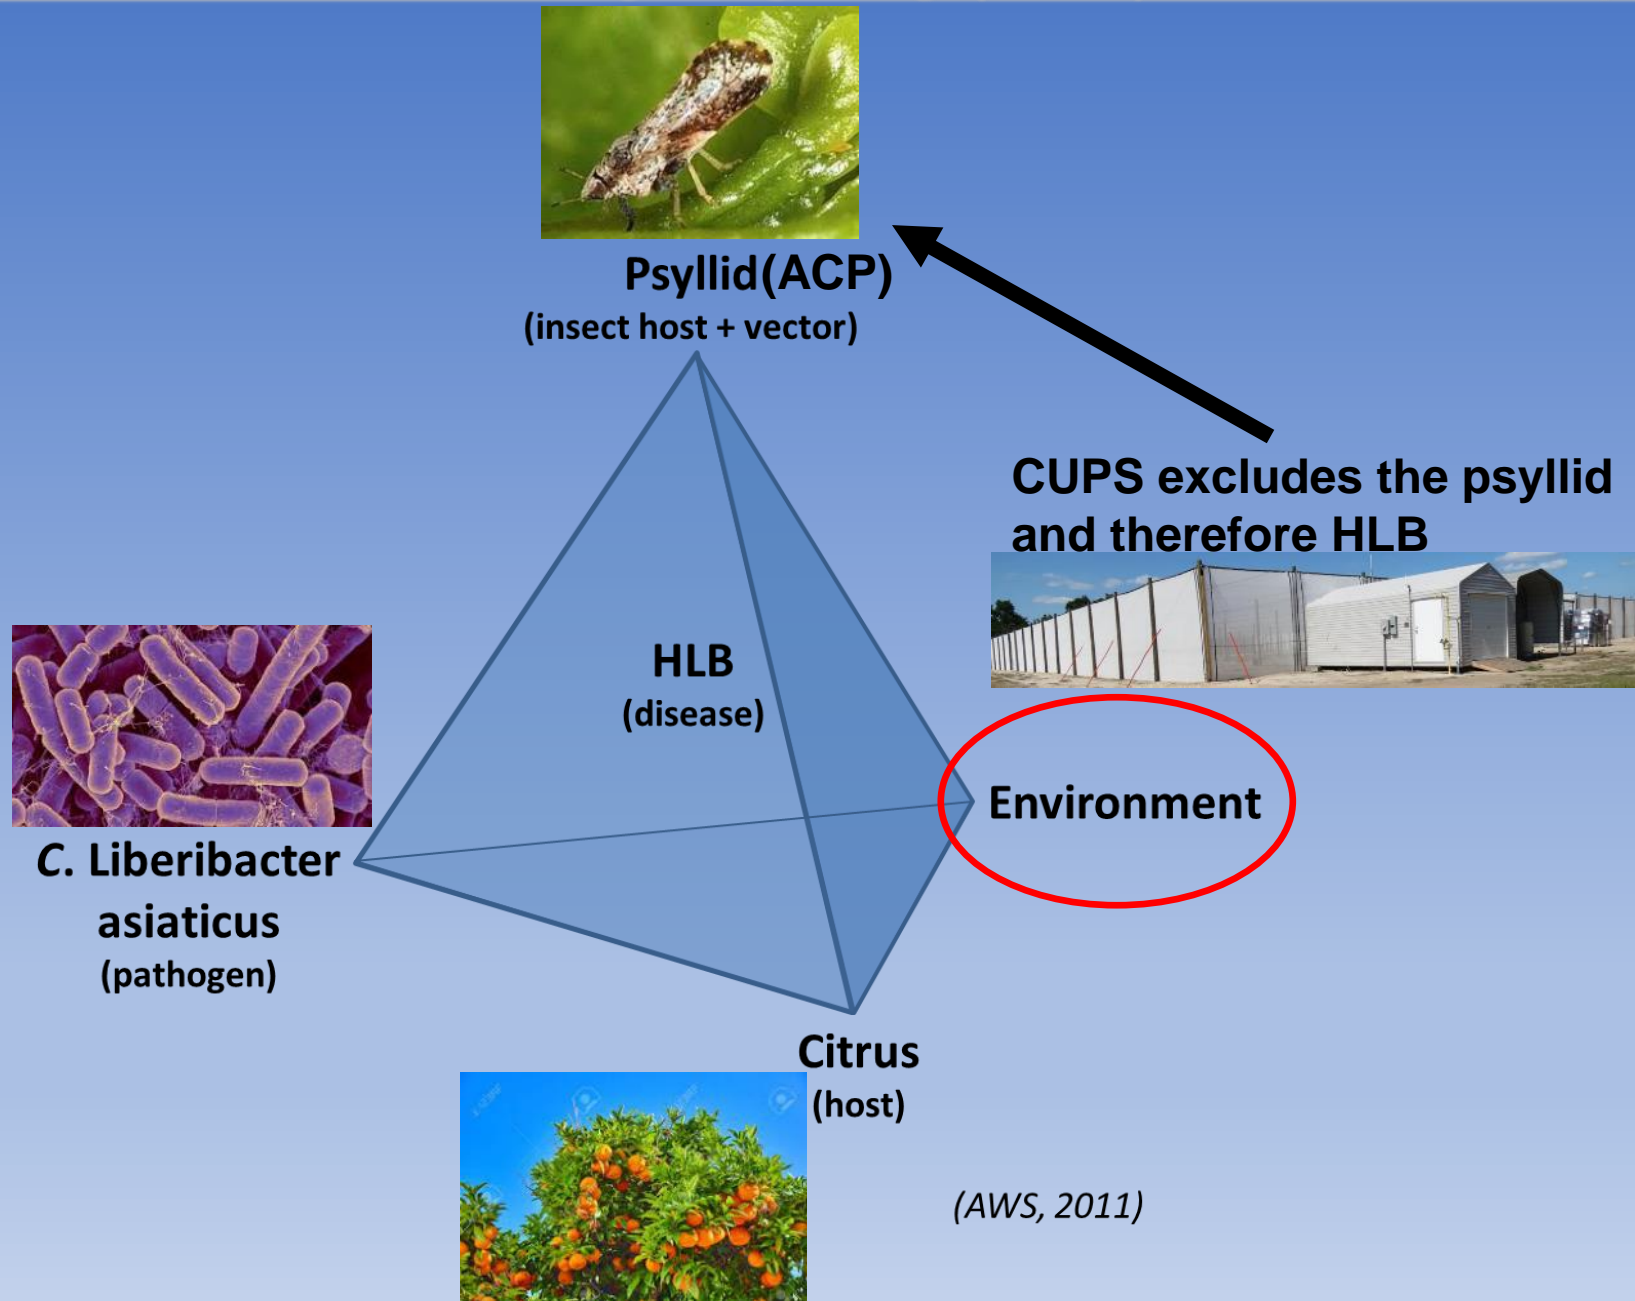 Psyllid(ACP)
(insect host + vector)
CUPS excludes the psyllid
and therefore HLB
HLB
(disease)
Environment
C. Liberibacter
asiaticus
(pathogen)
Citrus
(host)
(AWS, 2011)